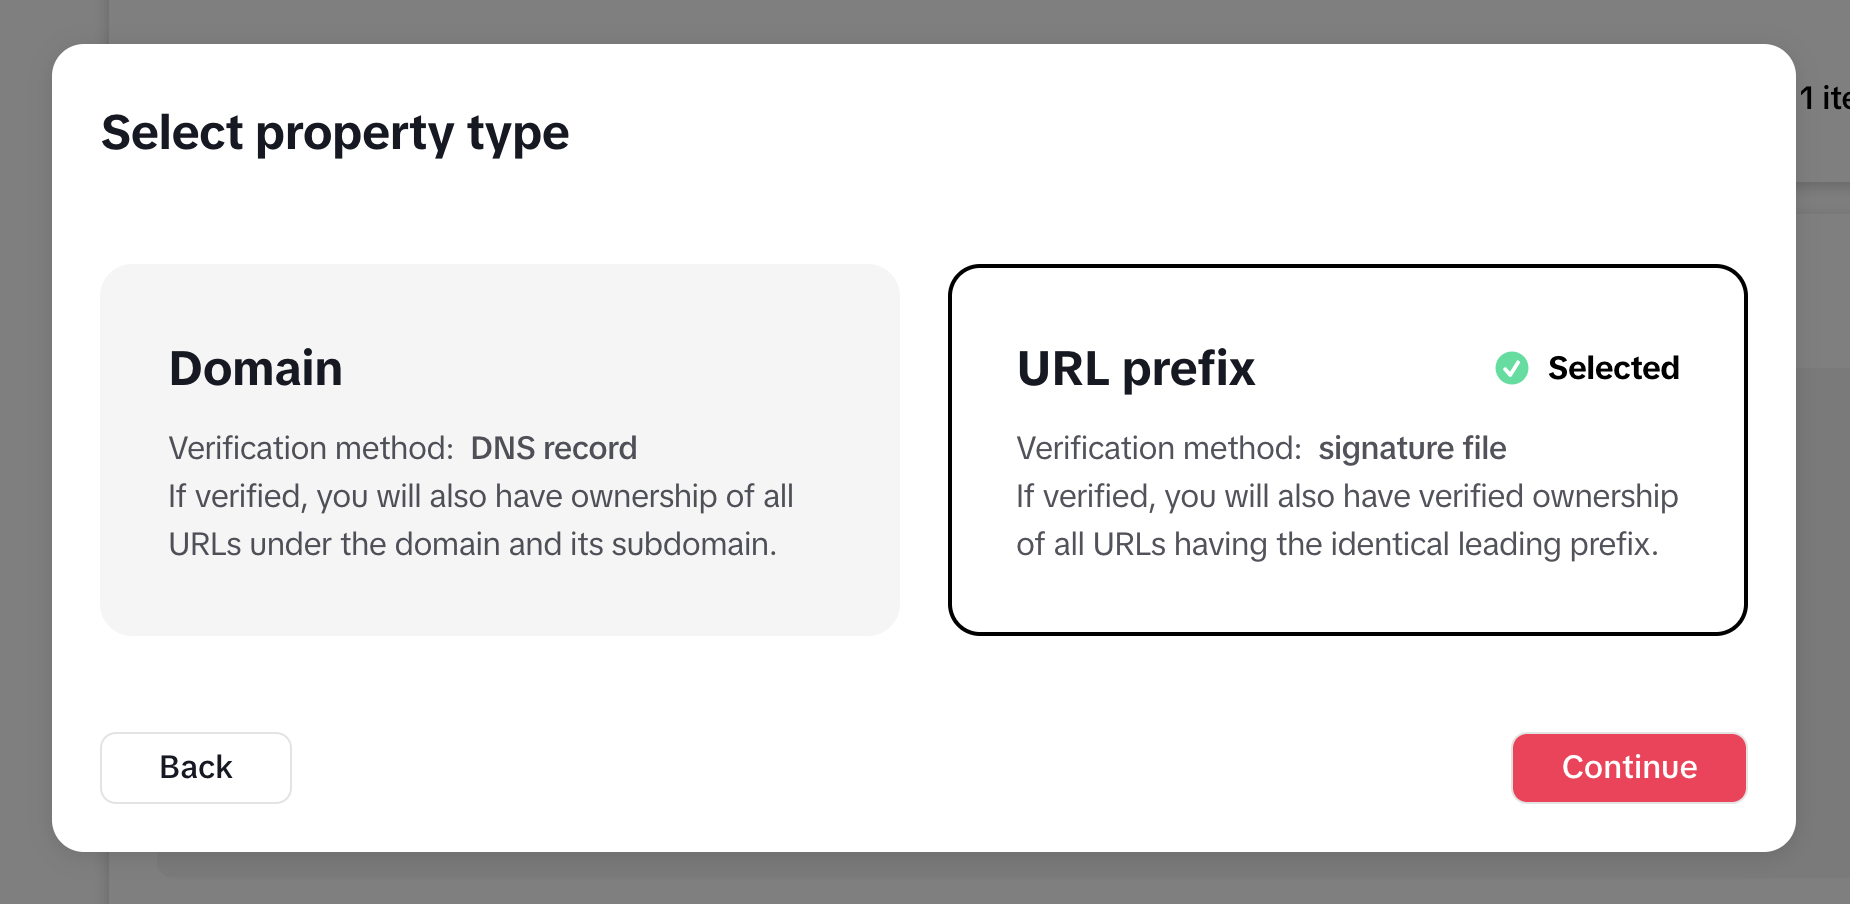 Select property type
1 ite
Domain
Verification method: DNS record
If verified, you will also have ownership of all
URLs under the domain and its subdomain.
URL prefix
Selected
Verification method: signature file
If verified, you will also have verified ownership
of all URLs having the identical leading prefix.
Back
Continue